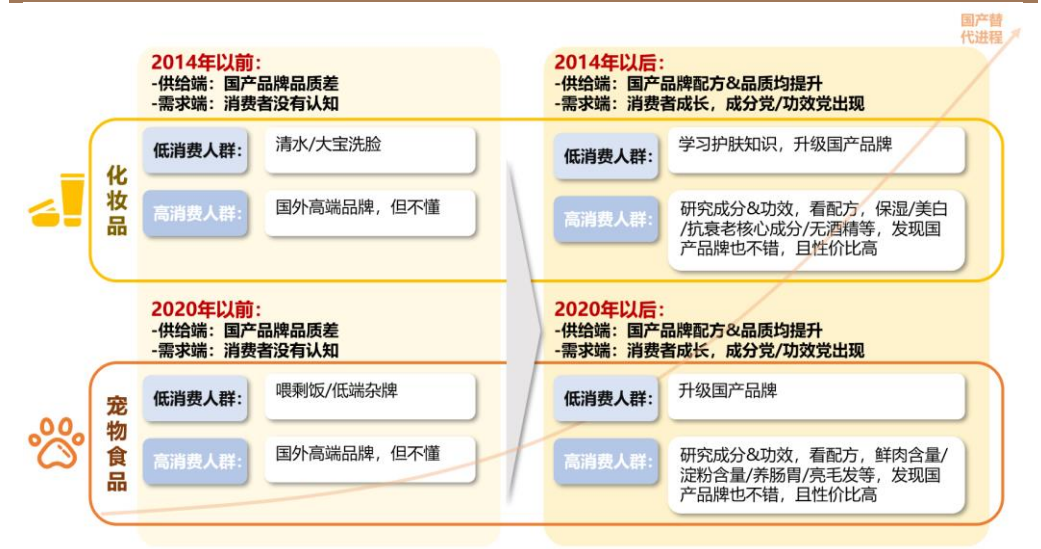 国产替
代进程
2014年以前：
-供给端：国产品牌品质差
-需求端：消费者没有认知
2014年以后：
-供给端：国产品牌配方&品质均提升
-需求端：消费者成长，成分党/功效党出现
化妆品
低消费人群：
清水/大宝洗脸
高消费人群：
国外高端品牌，但不懂
低消费人群：
学习护肤知识，升级国产品牌
高消费人群：
研究成分&功效，看配方，保湿/美白
/抗衰老核心成分/无酒精等，发现国
产品牌也不错，且性价比高
2020年以前：
-供给端：国产品牌品质差
-需求端：消费者没有认知
2020年以后：
-供给端：国产品牌配方&品质均提升
-需求端：消费者成长，成分党/功效党出现
宠物食品
低消费人群：
喂剩饭/低端杂牌
高消费人群：
国外高端品牌，但不懂
低消费人群：
升级国产品牌
高消费人群：
研究成分&功效，看配方，鲜肉含量/
淀粉含量/养肠胃/亮毛发等，发现国
产品牌也不错，且性价比高